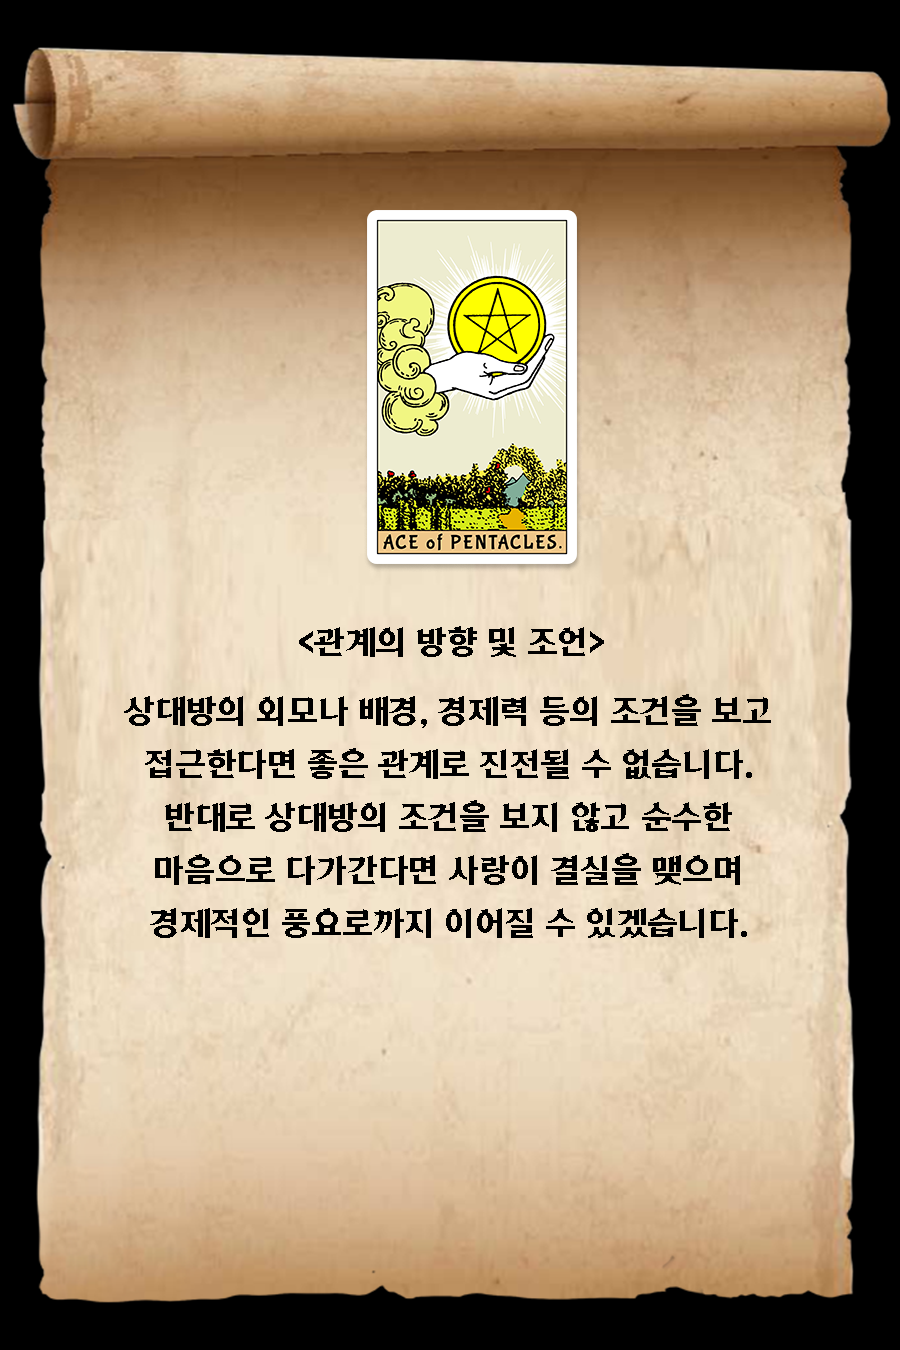 ACE of PENTACLES.
<관계의 방향 및 조언>
상대방의 외모나 배경, 경제력 등의 조건을 보고
접근한다면 좋은 관계로 진전될 수 없습니다.
반대로 상대방의 조건을 보지 않고 순수한
마음으로 다가간다면 사랑이 결실을 맺으며
경제적인 풍요로까지 이어질 수 있겠습니다.